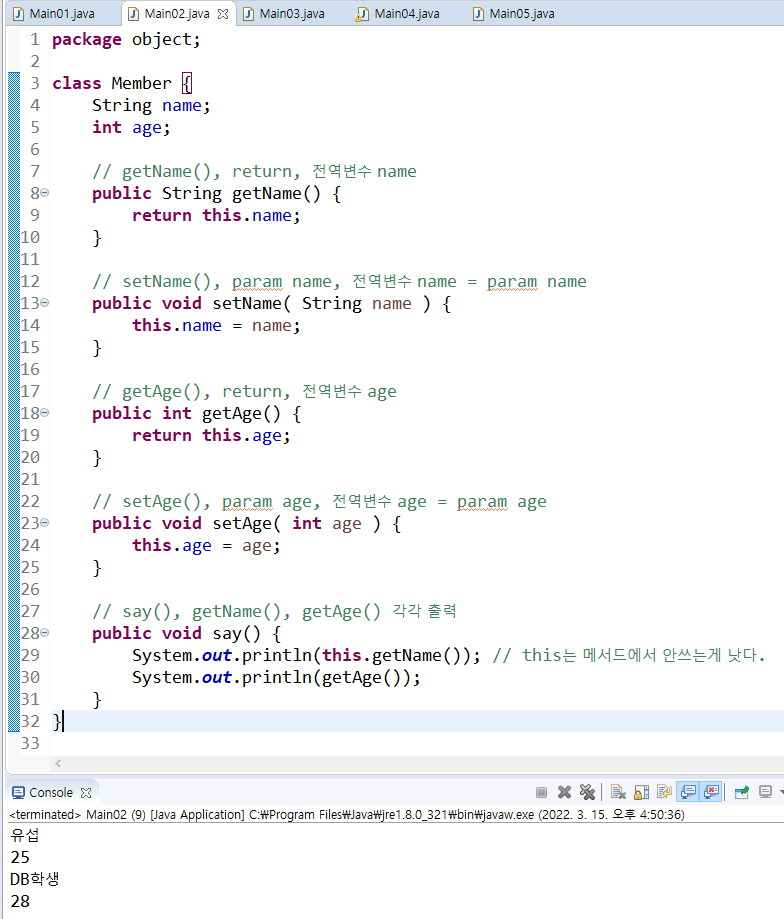 Main01.java Main02.java Main03.java Main04.java Main05.java
1 package object;
2
3 class Member {
4     String name;
5     int age;
6
7     // getName(), return, 전역변수 name
8     public String getName() {
9         return this.name;
10     }
11
12     // setName(), param name, 전역변수 name = param name
13     public void setName( String name ) {
14         this.name = name;
15     }
16
17     // getAge(), return, 전역변수 age
18     public int getAge() {
19         return this.age;
20     }
21
22     // setAge(), param age, 전역변수 age = param age
23     public void setAge( int age ) {
24         this.age = age;
25     }
26
27     // say(), getName(), getAge() 각각 출력
28     public void say() {
29         System.out.println(this.getName()); // this는 메서드에서 안쓰는게 낫다.
30         System.out.println(getAge());
31     }
32 }
33
Console
<terminated> Main02 (9) [Java Application] C:₩Program Files₩Java₩jre1.8.0_321₩bin₩javaw.exe (2022. 3. 15. 오후 4:50:36)
유섭
25
DB학생
28